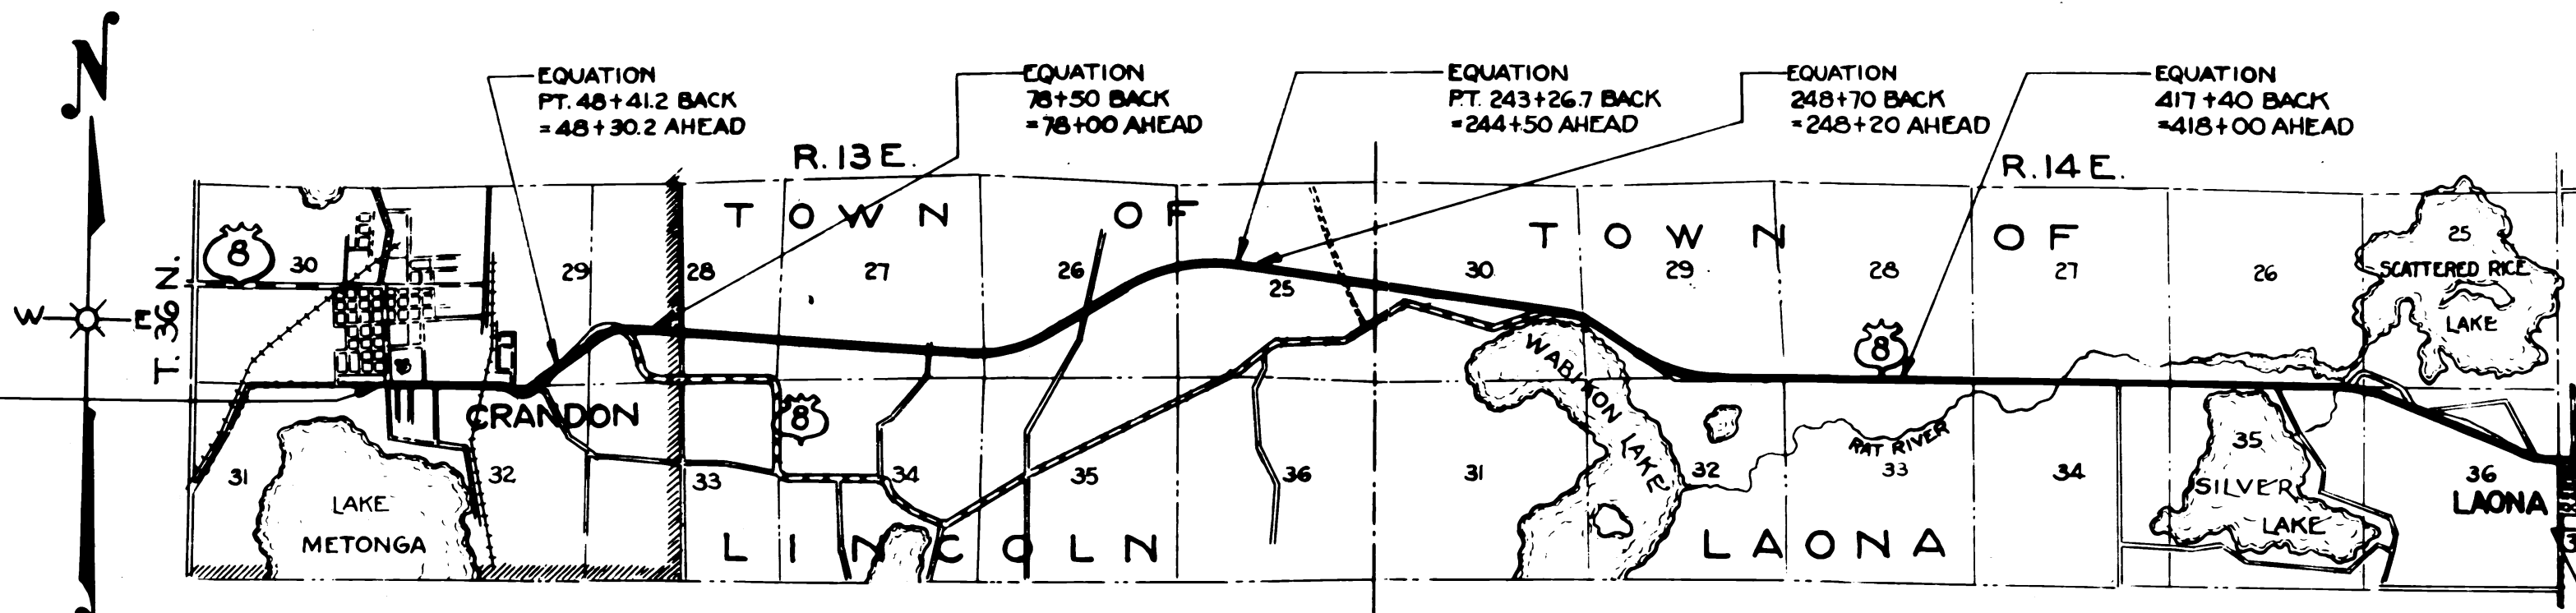 N
EQUATION
PT. 48+41.2 BACK
=48+30.2 AHEAD
EQUATION
78+50 BACK
=78+00 AHEAD
EQUATION
P.T. 243+26.7 BACK
=244+50 AHEAD
EQUATION
248+70 BACK
=248+20 AHEAD
EQUATION
417+40 BACK
=418+00 AHEAD
R. 13 E.
R. 14 E.
TOWN OF
TOWN OF
8
30
29
28
27
26
25
30
29
28
27
26
25
SCATTERED RICE
LAKE
W
E
T. 36 N.
WABIKON LAKE
8
CRANDON
8
RAT RIVER
31
32
33
34
35
36
31
32
33
34
35
36
LAKE
METONGA
SILVER
LAKE
LAONA
LINCOLN
LAONA